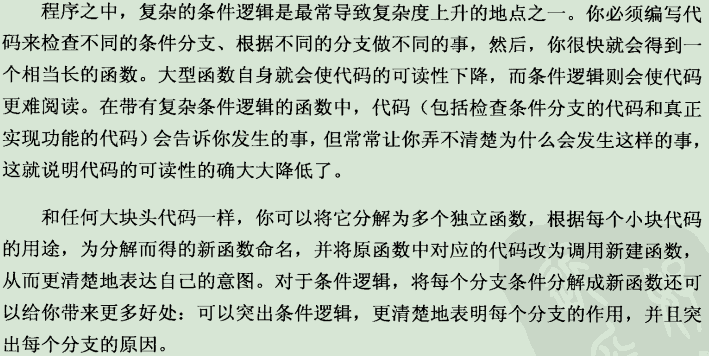 程序之中，复杂的条件逻辑是最常导致复杂度上升的地点之一。你必须编写代
码来检查不同的条件分支、根据不同的分支做不同的事，然后，你很快就会得到一
个相当长的函数。大型函数自身就会使代码的可读性下降，而条件逻辑则会使代码
更难阅读。在带有复杂条件逻辑的函数中，代码（包括检查条件分支的代码和真正
实现功能的代码）会告诉你发生的事，但常常让你弄不清楚为什么会发生这样的事，
这就说明代码的可读性的确大大降低了。
和任何大块头代码一样，你可以将它分解为多个独立函数，根据每个小块代码
的用途，为分解而得的新函数命名，并将原函数中对应的代码改为调用新建函数，
从而更清楚地表达自己的意图。对于条件逻辑，将每个分支条件分解成新函数还可
以给你带来更多好处：可以突出条件逻辑，更清楚地表明每个分支的作用，并且突
出每个分支的原因。